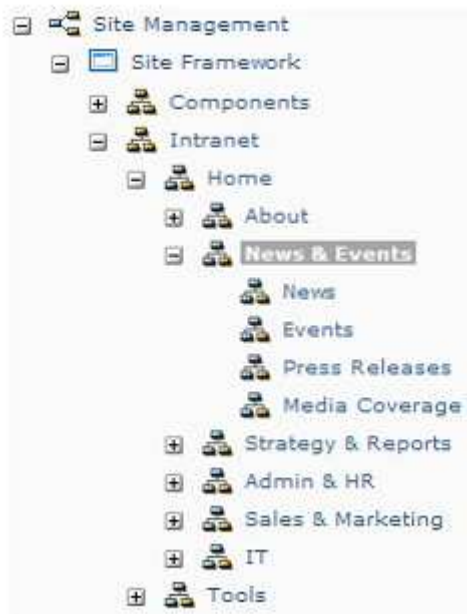 Site Management
Site Framework
Components
Intranet
Home
About
News & Events
News
Events
Press Releases
Media Coverage
Strategy & Reports
Admin & HR
Sales & Marketing
IT
Tools